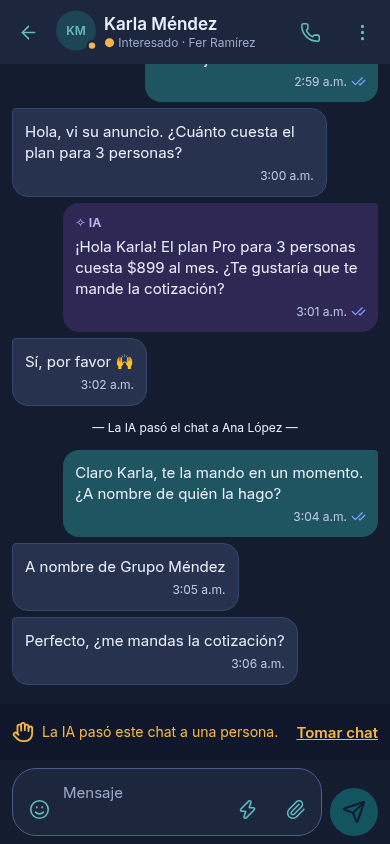 KM
Karla Méndez
Interesado · Fer Ramírez
2:59 a.m.
Hola, vi su anuncio. ¿Cuánto cuesta el
plan para 3 personas?
3:00 a.m.
IA
¡Hola Karla! El plan Pro para 3 personas
cuesta $899 al mes. ¿Te gustaría que te
mande la cotización?
3:01 a.m.
Sí, por favor 🙌
3:02 a.m.
— La IA pasó el chat a Ana López —
Claro Karla, te la mando en un momento.
¿A nombre de quién la hago?
3:04 a.m.
A nombre de Grupo Méndez
3:05 a.m.
Perfecto, ¿me mandas la cotización?
3:06 a.m.
La IA pasó este chat a una persona. Tomar chat
Mensaje